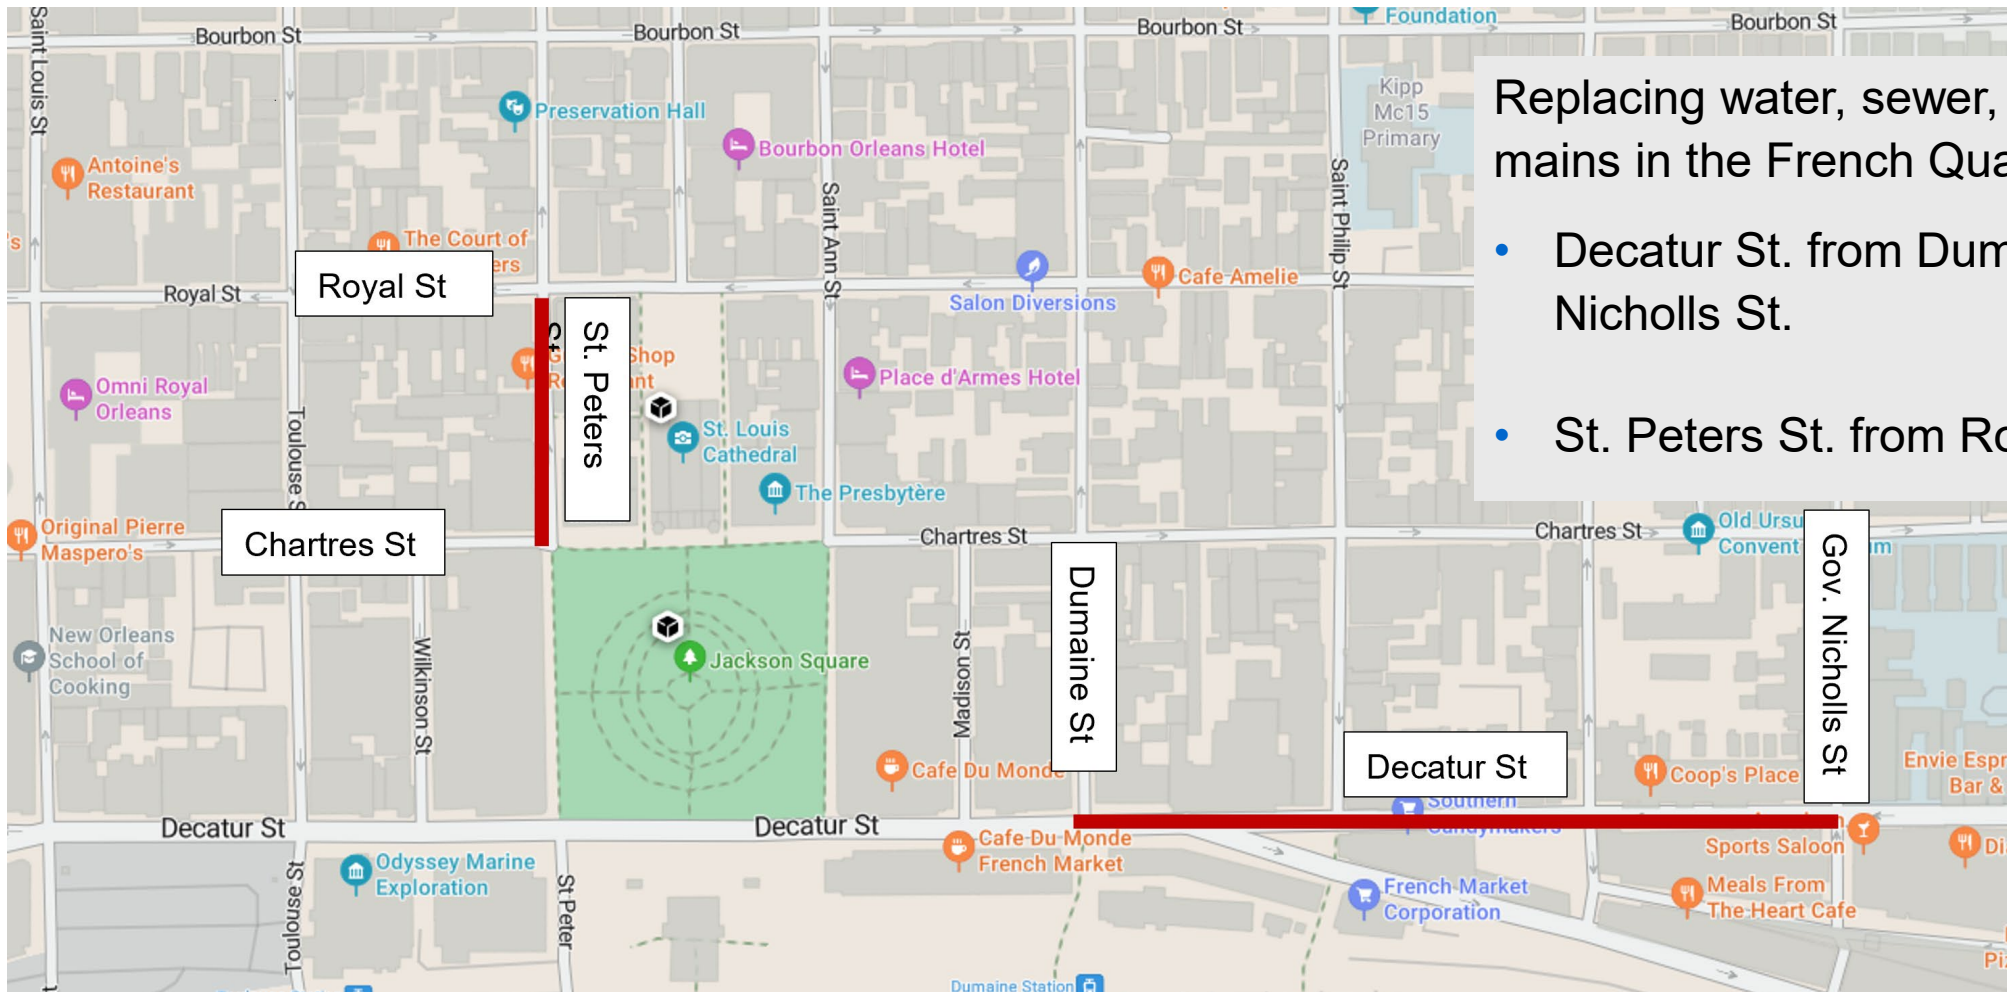 Saint Louis St
Bourbon St
Bourbon St
Bourbon St
Foundation
Bourbon St
Preservation Hall
Kipp
Mc15
Primary
Replacing water, sewer,
mains in the French Qua
Antoine's
Restaurant
Bourbon Orleans Hotel
Saint Ann St
Saint Philip St
The Court of
ers
Royal St
Royal St
Salon Diversions
Cafe Amelie
• Decatur St. from Dum
Nicholls St.
St
St. Peters
Shop
nt
Omni Royal
Orleans
Place d'Armes Hotel
Toulouse S
St. Louis
Cathedral
• St. Peters St. from Ro
The Presbytère
Original Pierre
Maspero's
Chartres St
Chartres St
Chartres St
Old Ursu
Convent
m
Gov. Nicholls St
Dumaine St
New Orleans
School of
Cooking
Wilkinson St
Jackson Square
Madison St
Cafe Du Monde
Decatur St
Coop's Place
Envie Espr
Bar &
Southern
Candymakers
Decatur St
Decatur St
Cafe Du Monde
French Market
Sports Saloon
Di
Odyssey Marine
Exploration
Toulouse St
St Peter
French Market
Corporation
Meals From
The Heart Cafe
Piz
Dumaine Station